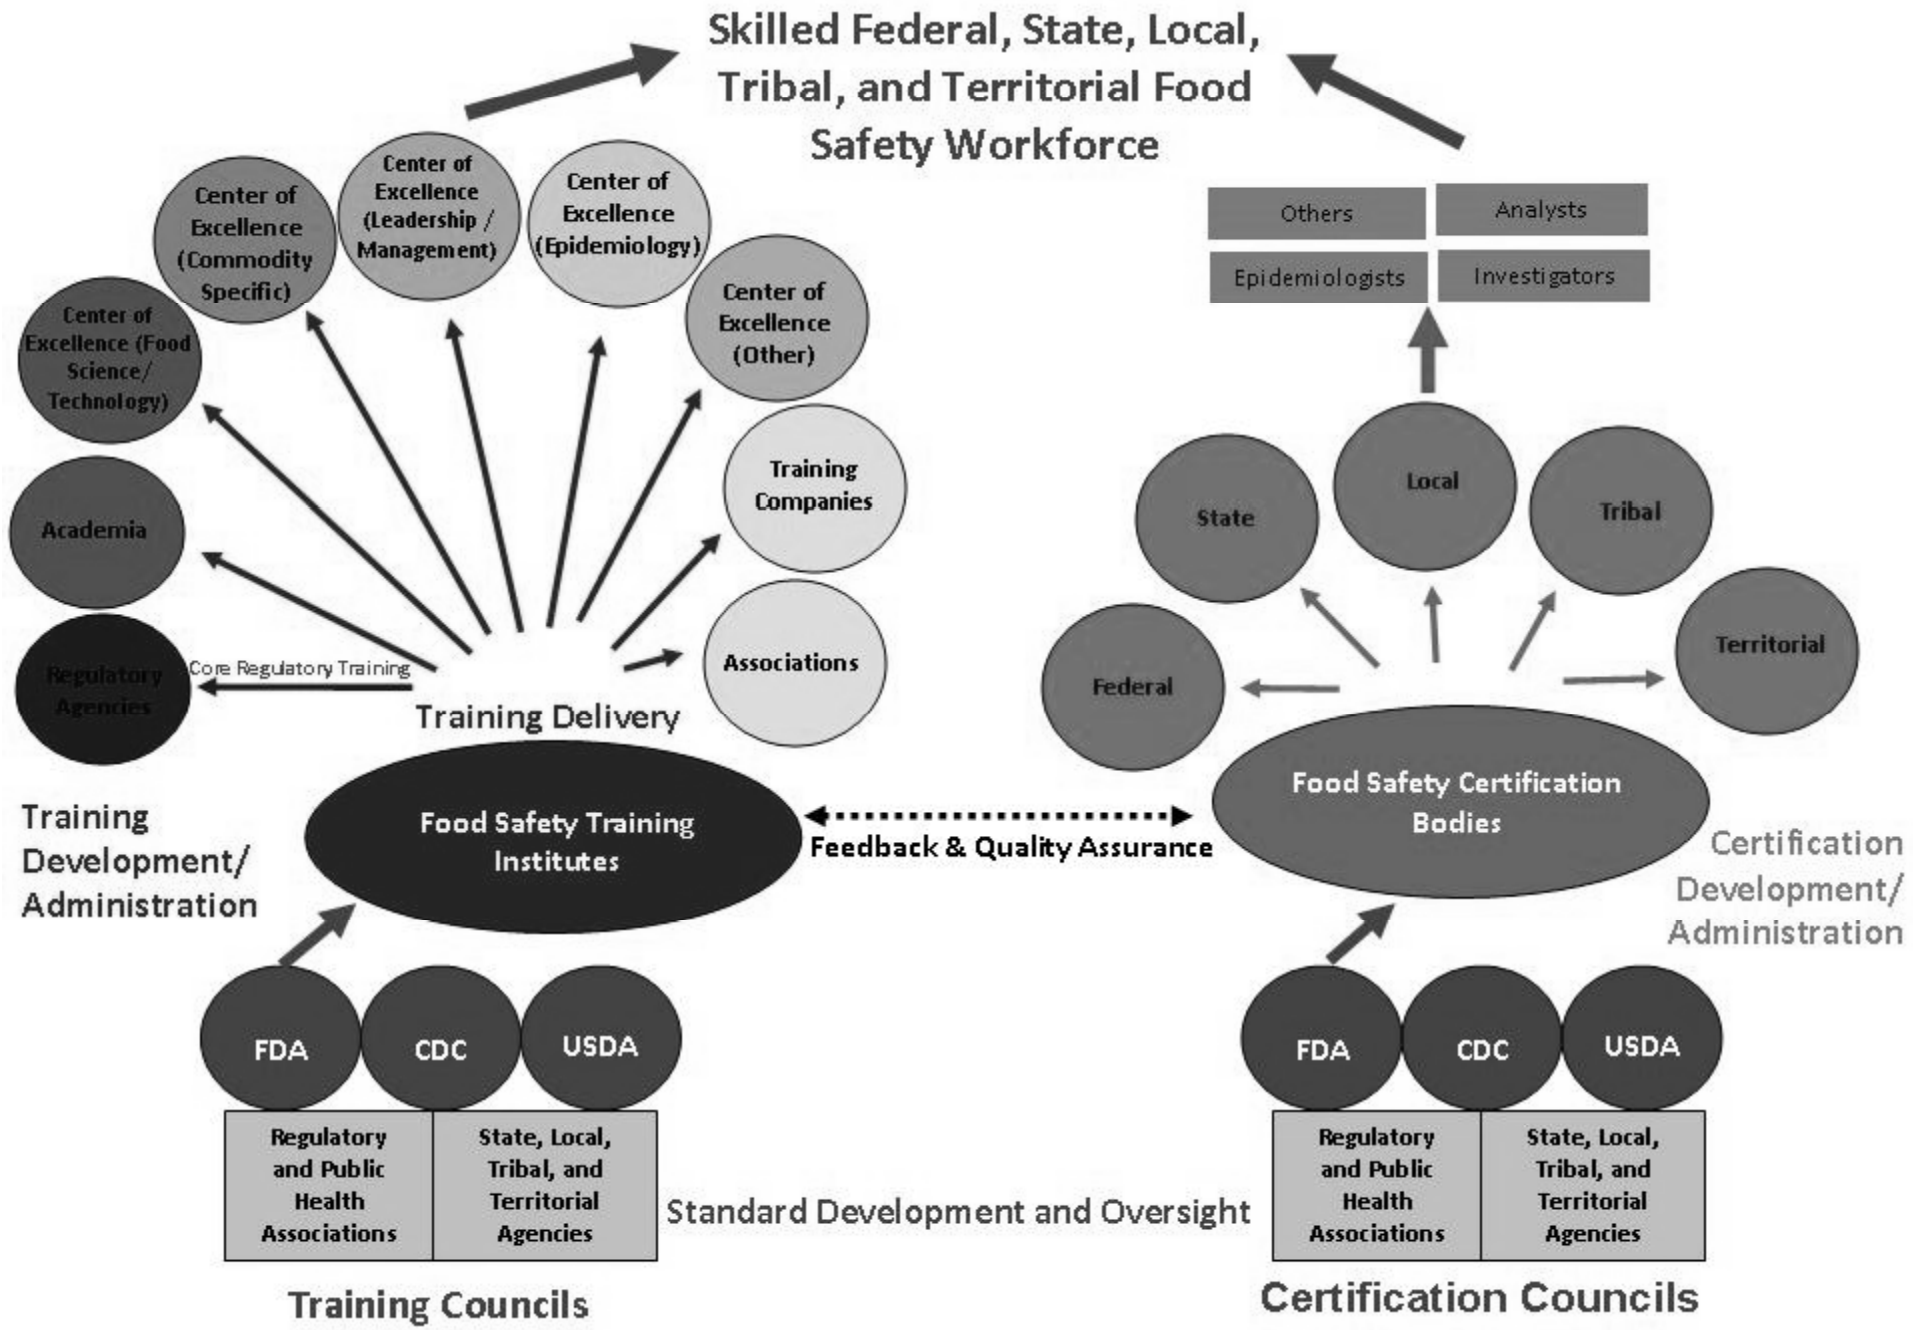 Skilled Federal, State, Local,
Tribal, and Territorial Food
Safety Workforce
Center of
Excellence
(Leadership /
Management)
Center of
Excellence
(Commodity
Specific)
Center of
Excellence
(Epidemiology)
Center of
Excellence
(Other)
Center of
Excellence (Food
Science/
Technology)
Training
Companies
Academia
Associations
Regulatory
Agencies
Core Regulatory Training
Training Delivery
Food Safety Training
Institutes
Training
Development/
Administration
Feedback & Quality Assurance
FDA
CDC
USDA
Regulatory
and Public
Health
Associations
State, Local,
Tribal, and
Territorial
Agencies
Training Councils
Standard Development and Oversight
Others
Analysts
Epidemiologists
Investigators
Local
State
Tribal
Territorial
Federal
Food Safety Certification
Bodies
Certification
Development/
Administration
FDA
CDC
USDA
Regulatory
and Public
Health
Associations
State, Local,
Tribal, and
Territorial
Agencies
Certification Councils